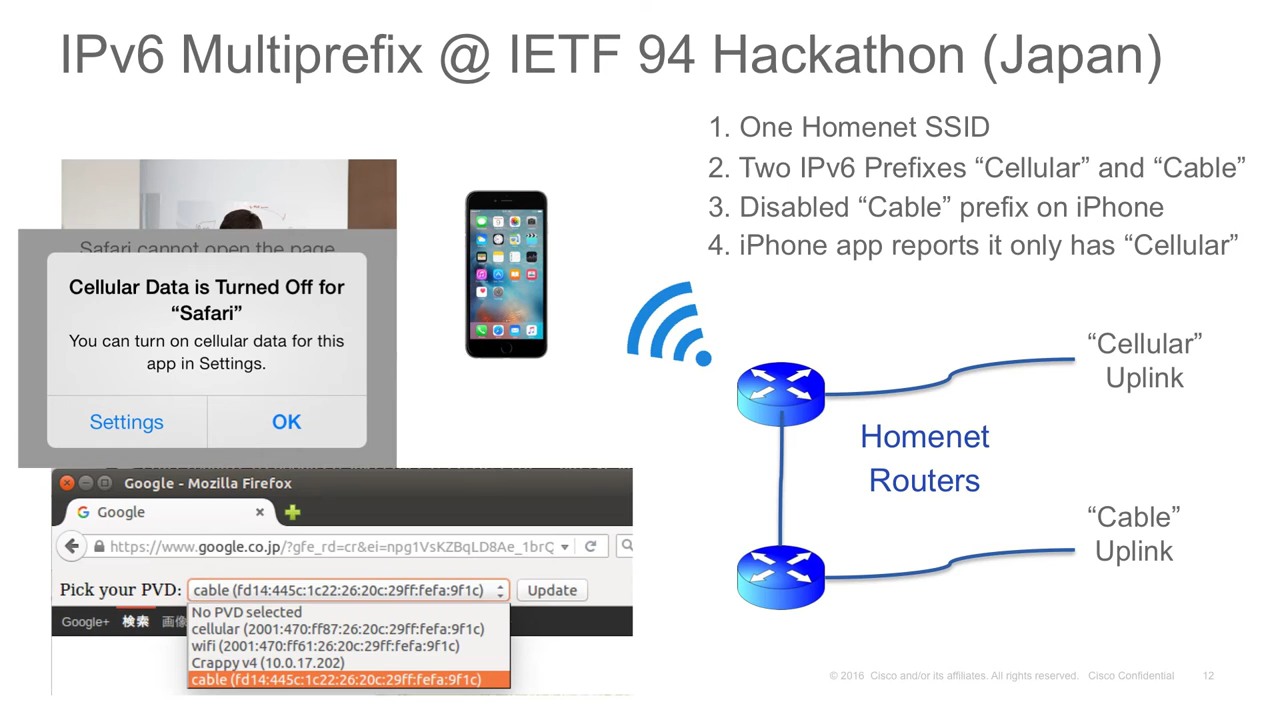 IPv6 Multiprefix @ IETF 94 Hackathon (Japan)
1. One Homenet SSID
2. Two IPv6 Prefixes “Cellular” and “Cable”
3. Disabled “Cable” prefix on iPhone
4. iPhone app reports it only has “Cellular”
Safari cannot open the page
Cellular Data is Turned Off for
“Safari”
You can turn on cellular data for this
app in Settings.
Settings
OK
“Cellular”
Uplink
Homenet
Routers
“Cable”
Uplink
Google - Mozilla Firefox
Google
https://www.google.co.jp/?gfe_rd=cr&ei=npg1VsKZBqLD8Ae_1brQ
Pick your PVD: cable (fd14:445c:1c22:26:20c:29ff:fefa:9f1c) Update
No PVD selected
cellular (2001:470:ff87:26:20c:29ff:fefa:9f1c)
wifi (2001:470:ff61:26:20c:29ff:fefa:9f1c)
Crappy v4 (10.0.17.202)
cable (fd14:445c:1c22:26:20c:29ff:fefa:9f1c)
Google+ 検索 画像
© 2016 Cisco and/or its affiliates. All rights reserved. Cisco Confidential 12